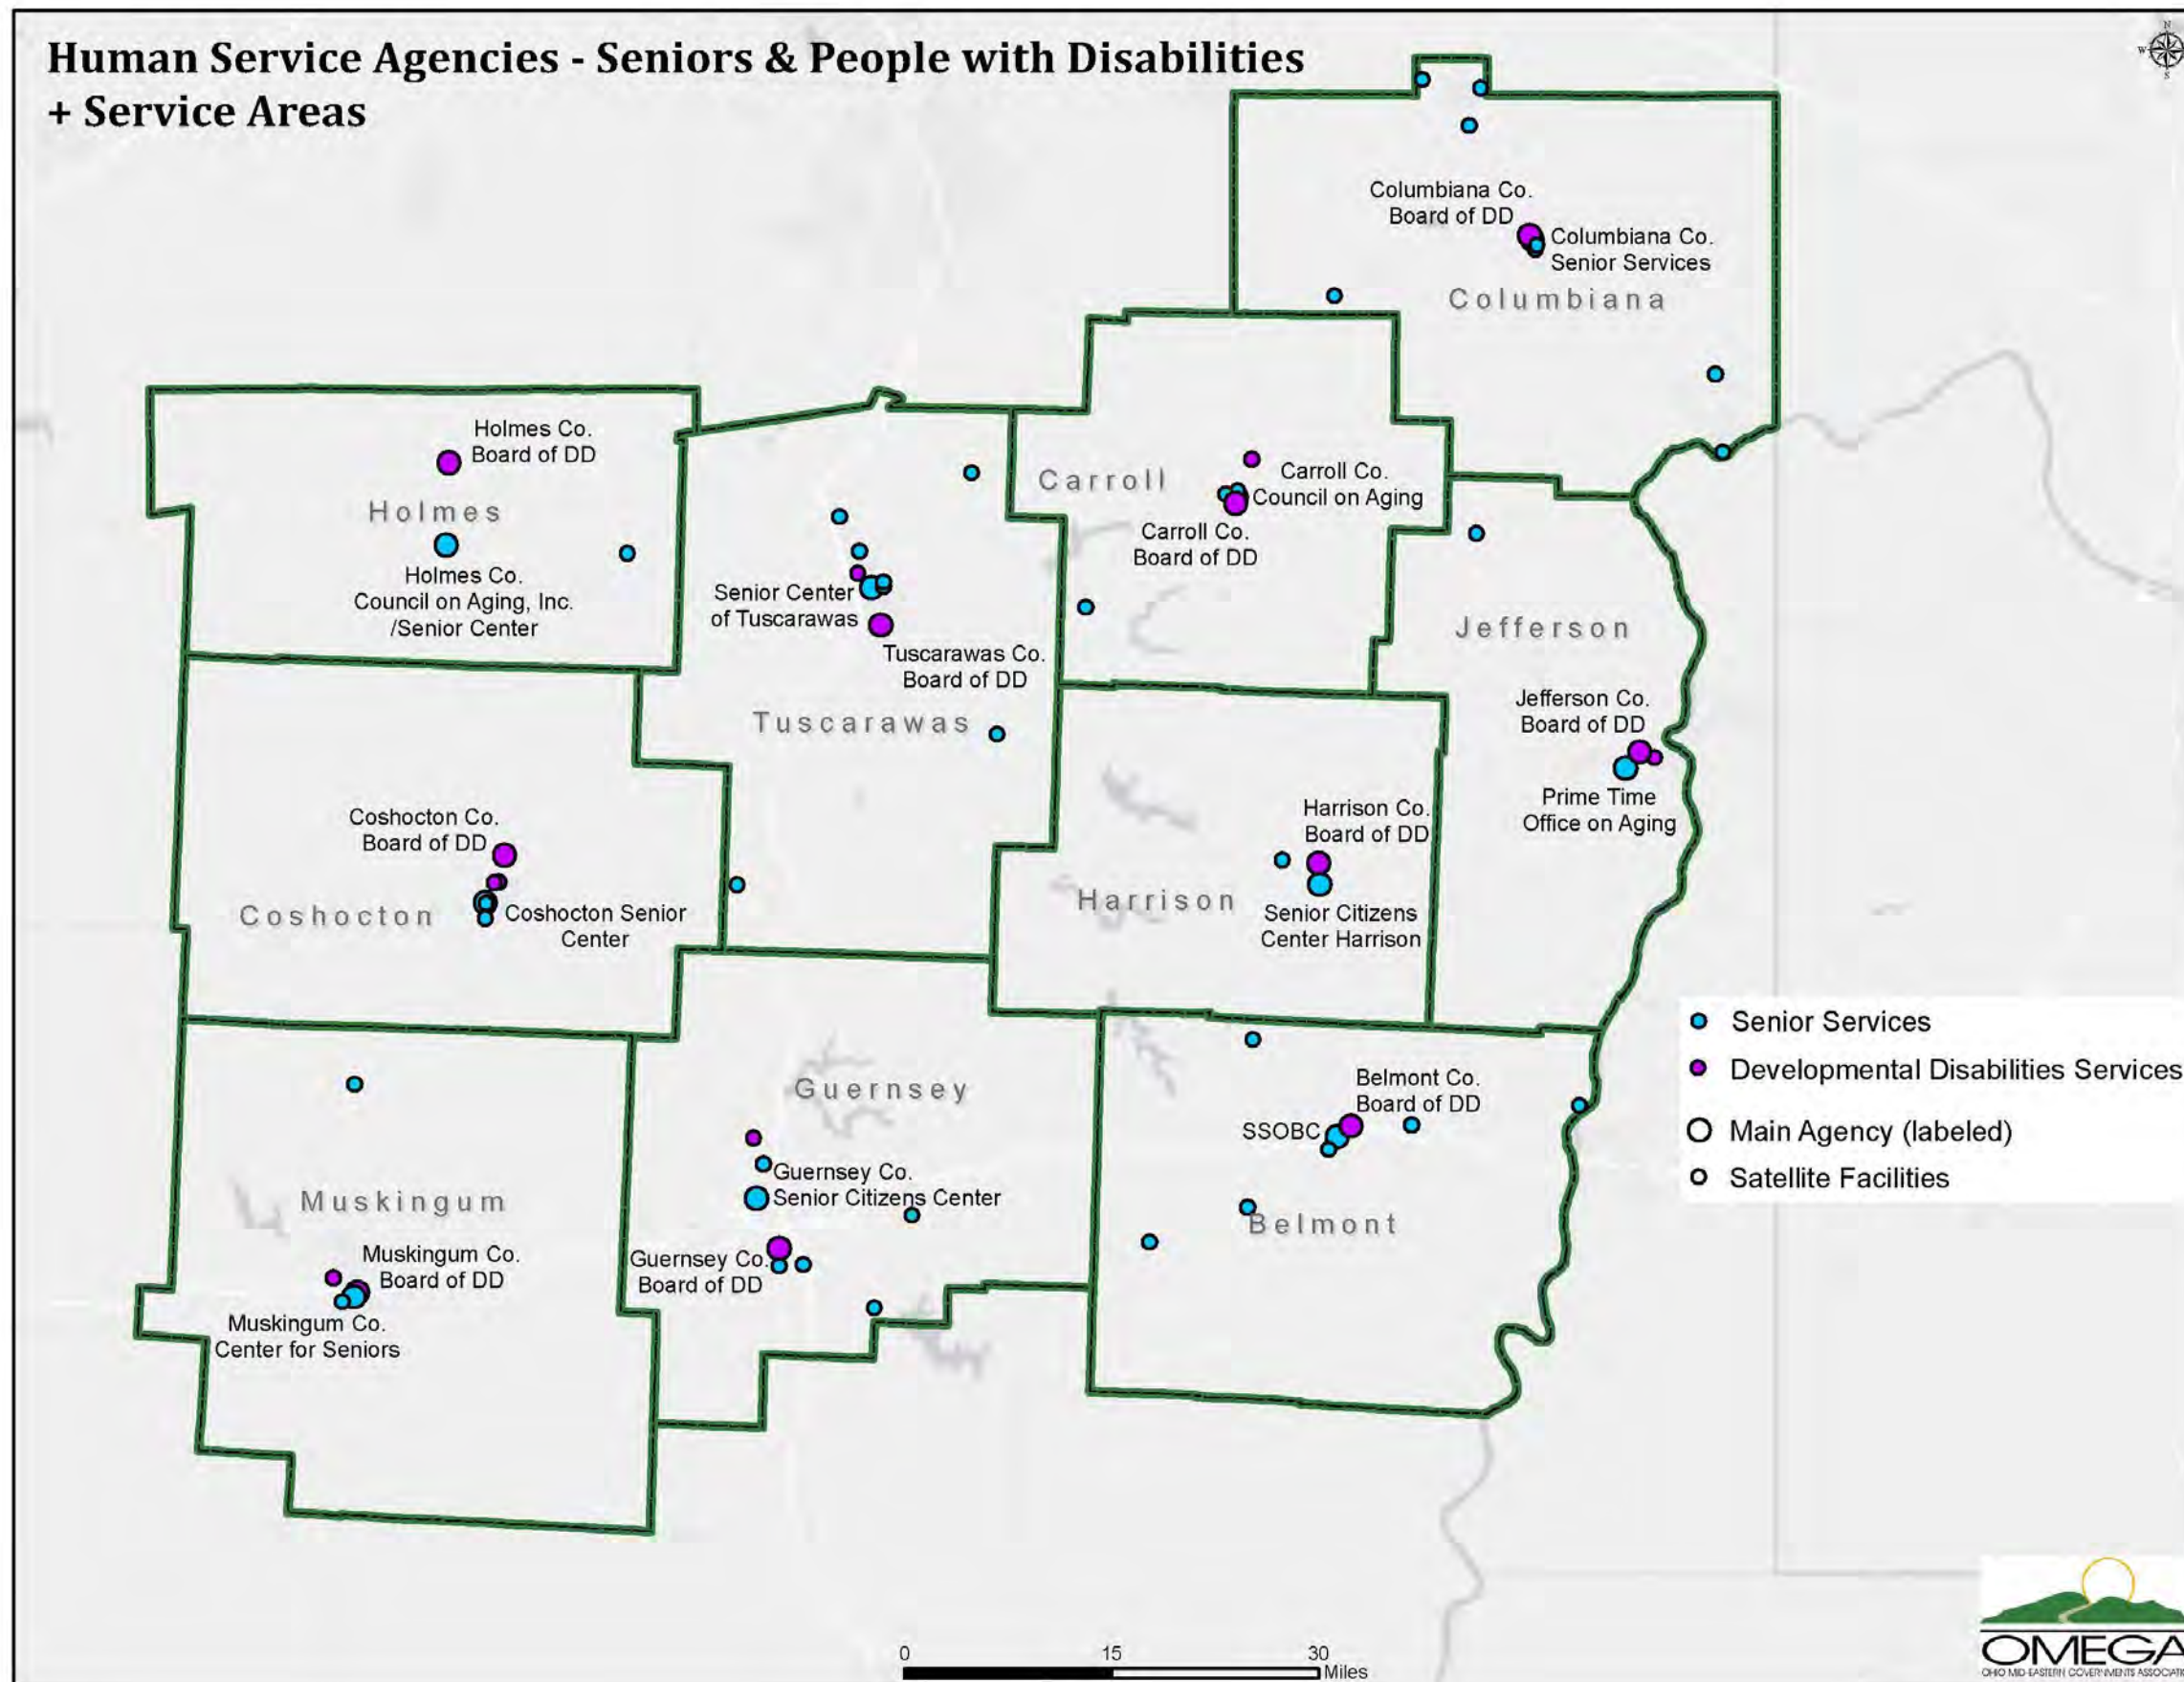 Human Service Agencies - Seniors & People with Disabilities
+ Service Areas
N
W
S
Columbiana Co.
Board of DD
Columbiana Co.
Senior Services
Columbiana
Holmes Co.
Board of DD
Holmes
Holmes Co.
Council on Aging, Inc.
/Senior Center
Carroll
Carroll Co.
Council on Aging
Carroll Co.
Board of DD
Senior Center
of Tuscarawas
Tuscarawas Co.
Board of DD
Tuscarawas
Jefferson
Jefferson Co.
Board of DD
Prime Time
Office on Aging
Coshocton Co.
Board of DD
Coshocton
Coshocton Senior
Center
Harrison Co.
Board of DD
Harrison
Senior Citizens
Center Harrison
Senior Services
Developmental Disabilities Services
Main Agency (labeled)
Satellite Facilities
Guernsey
Guernsey Co.
Senior Citizens Center
Guernsey Co.
Board of DD
Belmont Co.
Board of DD
SSOBC
Belmont
Muskingum
Muskingum Co.
Board of DD
Muskingum Co.
Center for Seniors
0 15 30
Miles
OMEGA
OHIO MID-EASTERN GOVERNMENTS ASSOCIATI